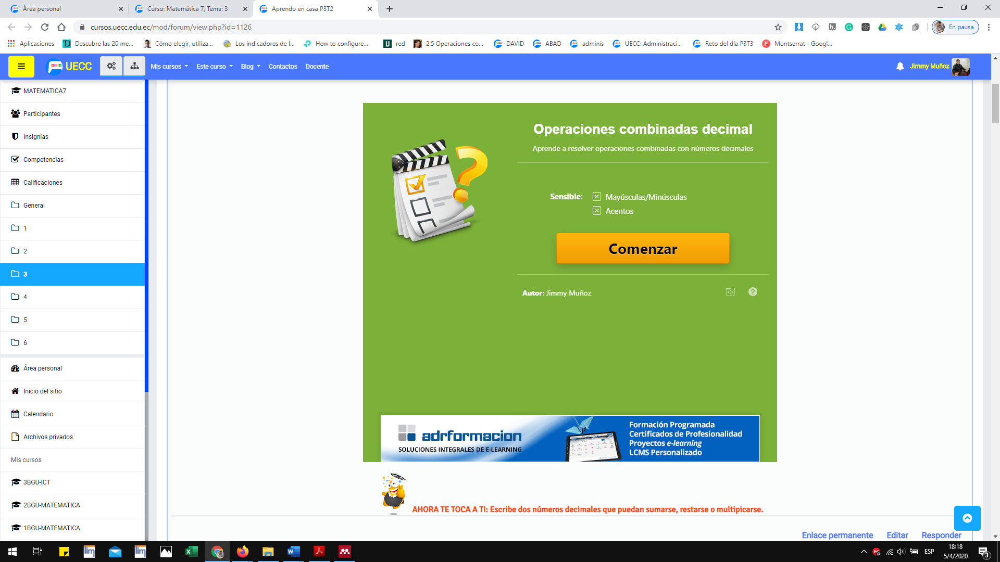 Área personal
Curso: Matemática 7, Tema: 3
Aprendo en casa P3T2
cursos.uecc.edu.ec/mod/forum/view.php?id=1126
En pausa
Aplicaciones
Descubre las 20 me...
Cómo elegir, utiliza...
Los indicadores de l...
How to configure...
red
2.5 Operaciones co...
DAVID
ABAD
adminis
UECC: Administraci...
Reto del día P3T3
Montserrat - Googl...
UECC
Mis cursos
Este curso
Blog
Contactos
Docente
Jimmy Muñoz
MATEMATICA7
Participantes
Insignias
Competencias
Calificaciones
General
1
2
3
4
5
6
Área personal
Inicio del sitio
Calendario
Archivos privados
Mis cursos
3BGU-ICT
2BGU-MATEMATICA
1BGU-MATEMATICA
Operaciones combinadas decimal
Aprende a resolver operaciones combinadas con números decimales
Sensible:
Mayúsculas/Minúsculas
Acentos
Comenzar
Autor: Jimmy Muñoz
adrformacion
SOLUCIONES INTEGRALES DE E-LEARNING
Formación Programada
Certificados de Profesionalidad
Proyectos e-learning
LCMS Personalizado
AHORA TE TOCA A TI: Escribe dos números decimales que puedan sumarse, restarse o multipicarse.
Enlace permanente
Editar
Responder
ESP
18:18
5/4/2020
3